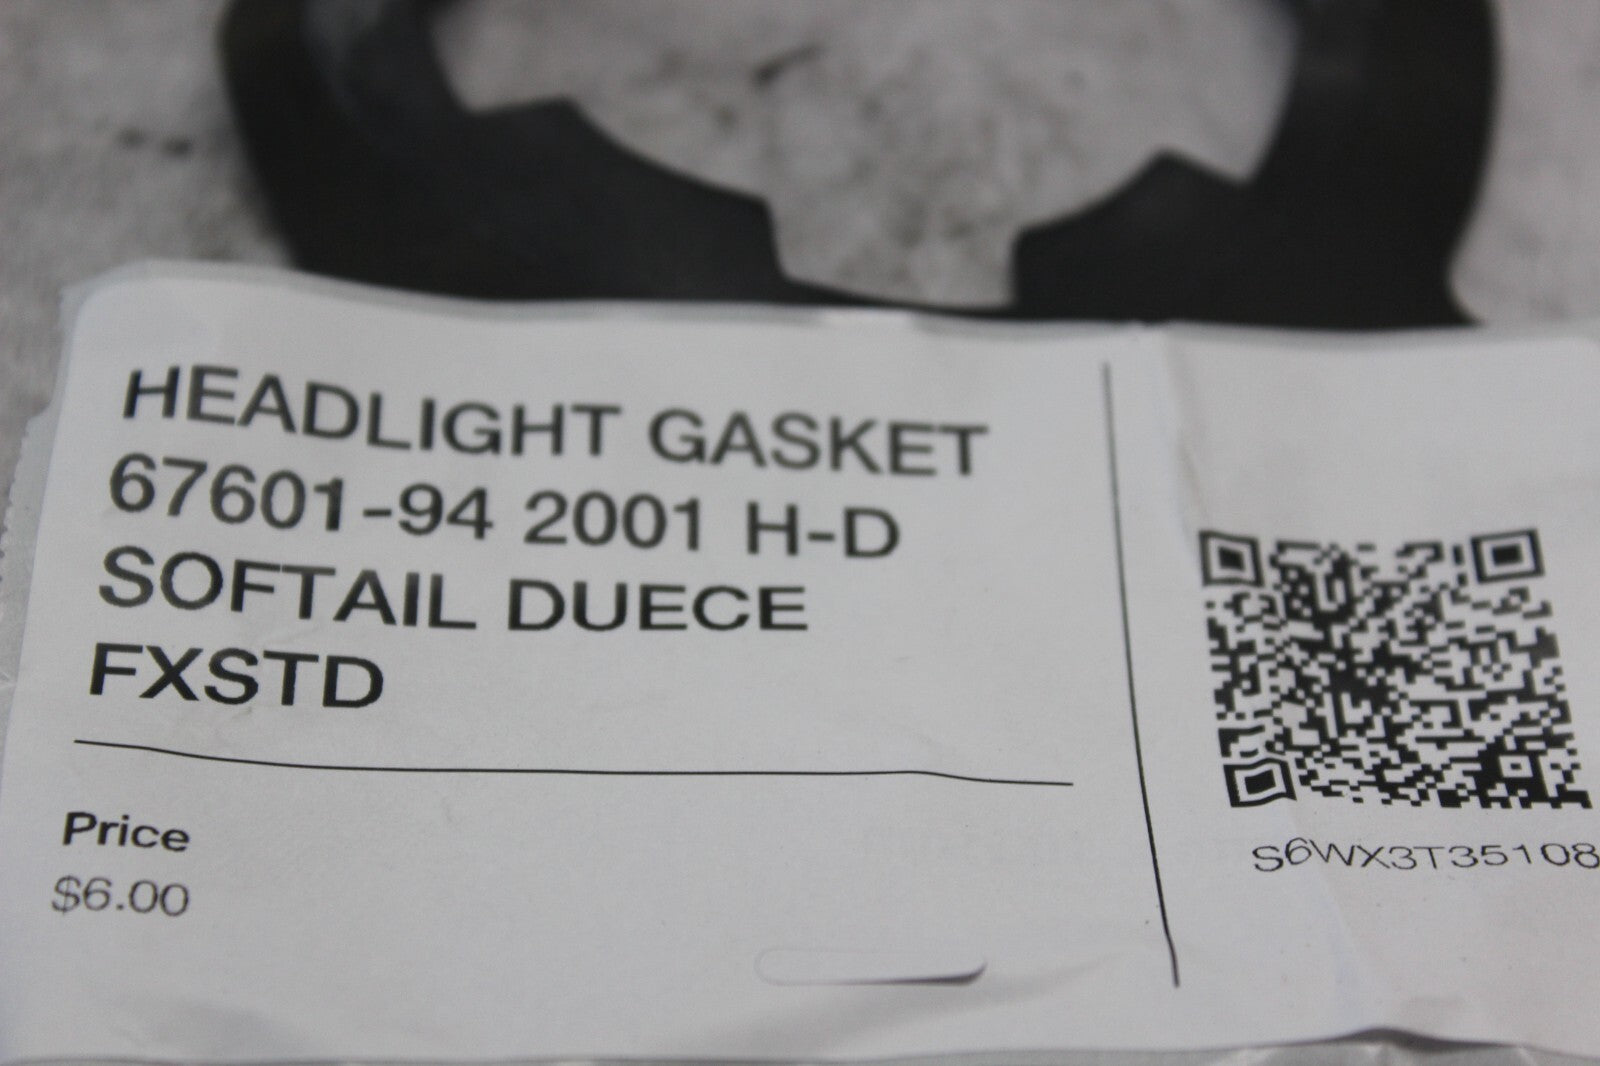 HEADLIGHT GASKET
67601-94 2001 H-D
SOFTAIL DUECE
FXSTD
Price
$6.00
S6WX3T35108